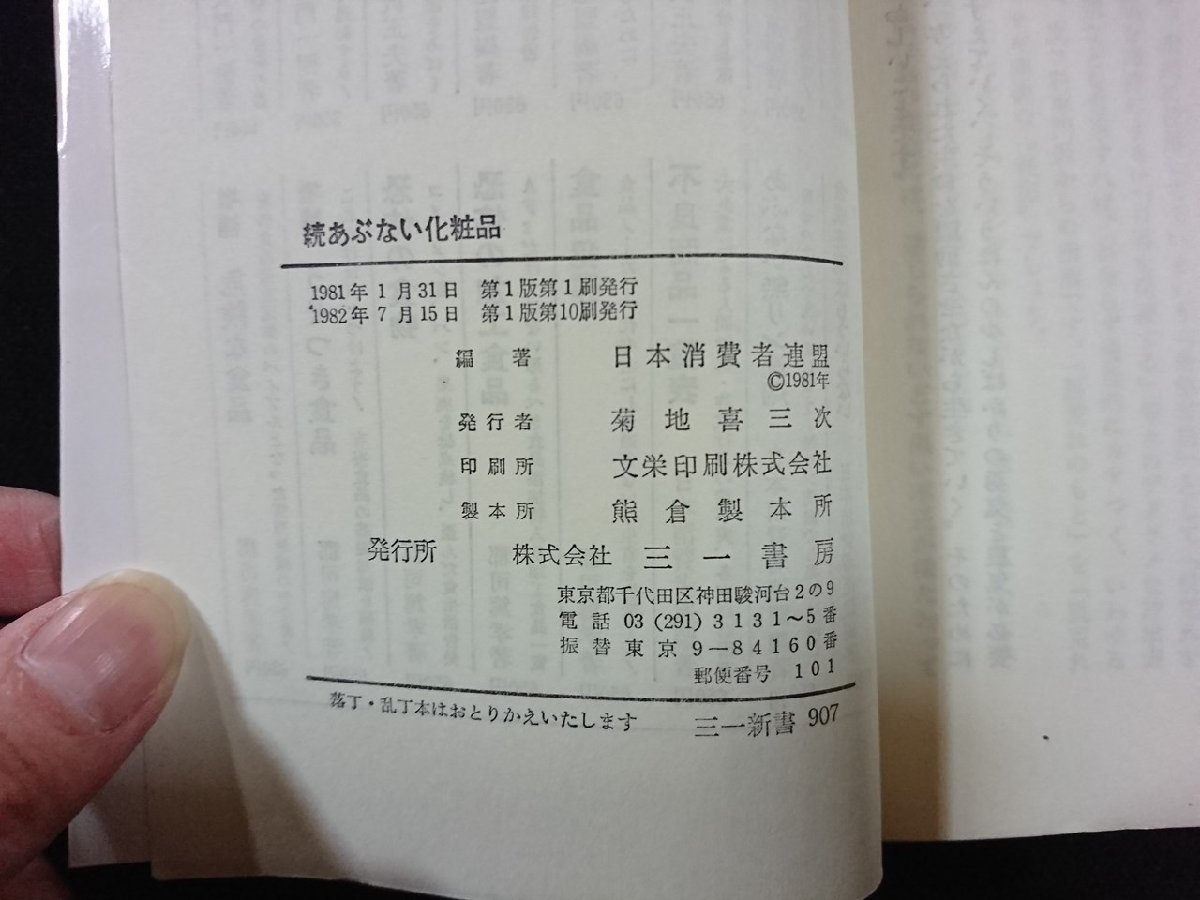 続あぶない化粧品
1981年1月31日 第1版第1刷発行
1982年7月15日 第1版第10刷発行
編著 日本消費者連盟
©1981年
発行者 菊地喜三次
印刷所 文栄印刷株式会社
製本所 熊倉製本所
発行所 株式会社 三一書房
東京都千代田区神田駿河台2の9
電話 03 (291) 3131〜5番
振替東京 9―84160番
郵便番号 101
落丁・乱丁本はおとりかえいたします 三一新書 907